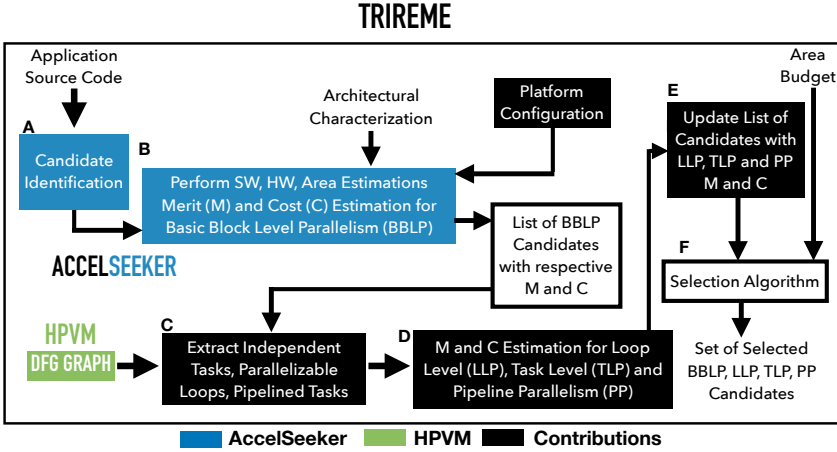 TRIREME
Application
Source Code
A
Candidate
Identification
B
Architectural
Characterization
Platform
Configuration
Perform SW, HW, Area Estimations
Merit (M) and Cost (C) Estimation for
Basic Block Level Parallelism (BBLP)
ACCELSEEKER
List of BBLP
Candidates
with respective
M and C
E
Update List of
Candidates with
LLP, TLP and PP
M and C
Area
Budget
F
Selection Algorithm
HPVM
DFG GRAPH
C
Extract Independent
Tasks, Parallelizable
Loops, Pipelined Tasks
D
M and C Estimation for Loop
Level (LLP), Task Level (TLP) and
Pipeline Parallelism (PP)
Set of Selected
BBLP, LLP, TLP, PP
Candidates
AccelSeeker
HPVM
Contributions